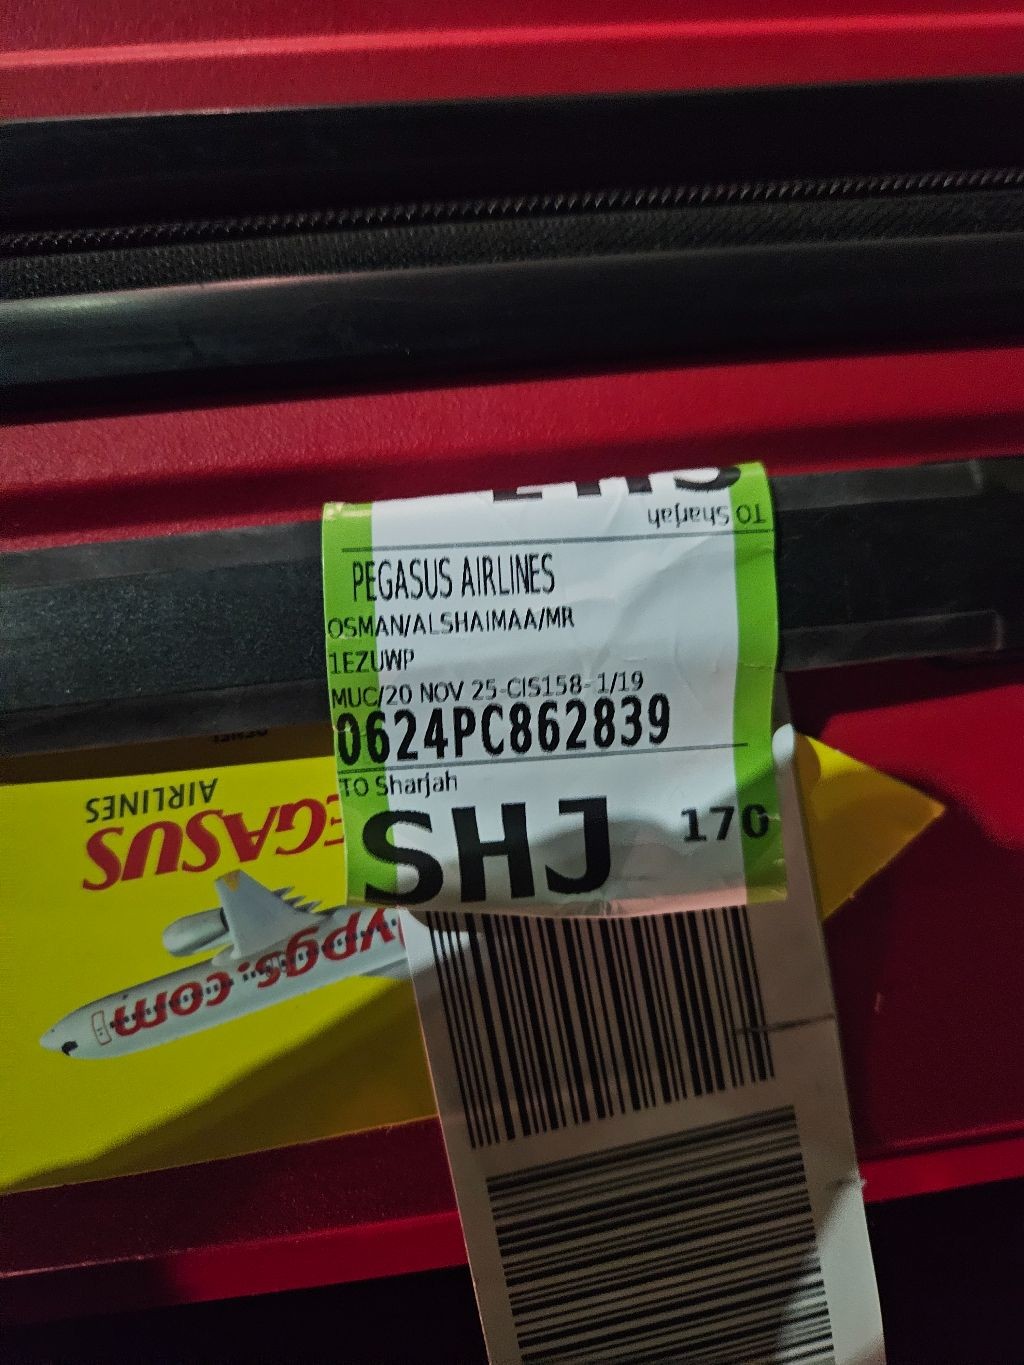 TO Sharjah
PEGASUS AIRLINES
OSMAN/ALSHAIMAA/MR
1EZUWP
MUC/20 NOV 25-CIS158-1/19
0624PC862839
TO Sharjah
SHJ 170
EGASUS
AIRLINES
ypgs.com